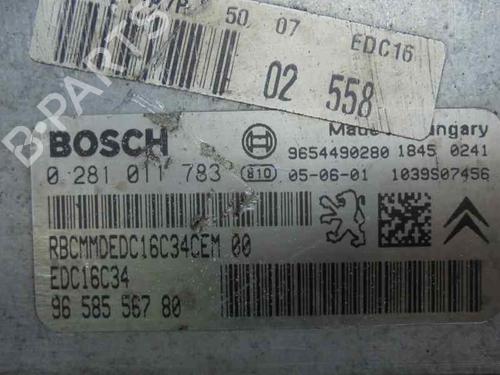 50 07 EDC16
02 558
B-PARTS
BOSCH
Made in Hungary
9654490280 1845 0241
0 281 011 783
810 05-06-01 1039S07456
RBCMMDEDC16C34CEM 00
EDC16C34
96 585 567 80